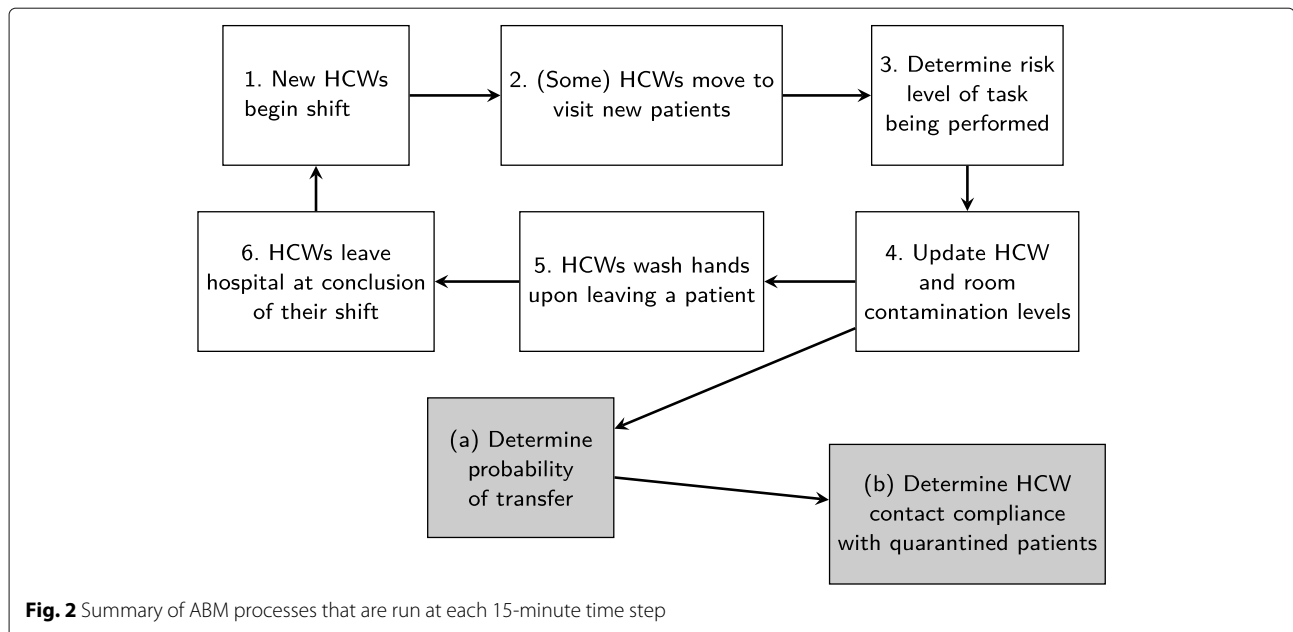 1. New HCWs
begin shift
2. (Some) HCWs move to
visit new patients
3. Determine risk
level of task
being performed
6. HCWs leave
hospital at conclusion
of their shift
5. HCWs wash hands
upon leaving a patient
4. Update HCW
and room
contamination levels
(a) Determine
probability
of transfer
(b) Determine HCW
contact compliance
with quarantined patients
Fig. 2 Summary of ABM processes that are run at each 15-minute time step